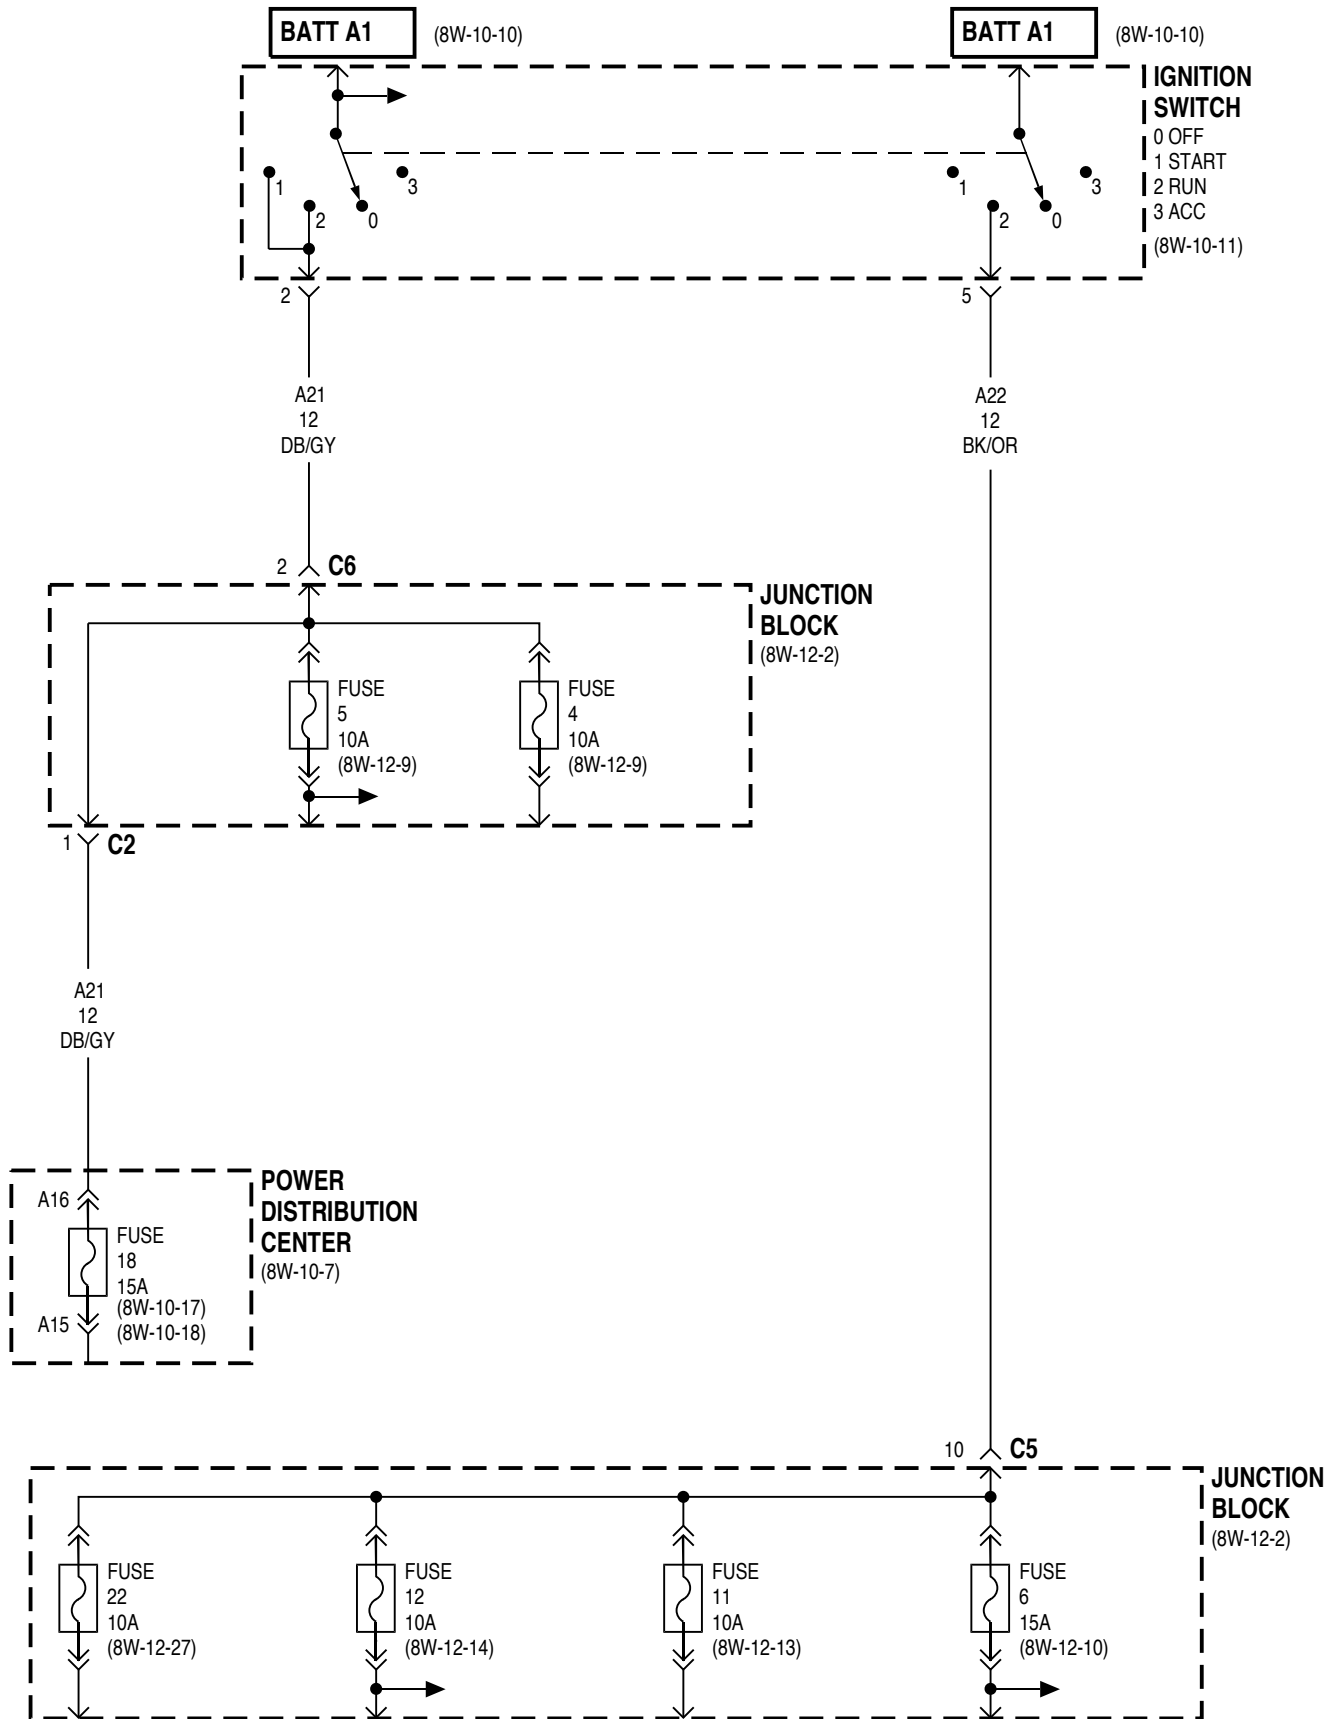 BATT A1
(8W-10-10)
BATT A1
(8W-10-10)
IGNITION
SWITCH
0 OFF
1 START
2 RUN
3 ACC
(8W-10-11)
1
2
0
3
1
2
0
3
2
5
A21
12
DB/GY
A22
12
BK/OR
2
C6
JUNCTION
BLOCK
(8W-12-2)
FUSE
5
10A
(8W-12-9)
FUSE
4
10A
(8W-12-9)
1
C2
A21
12
DB/GY
POWER
DISTRIBUTION
CENTER
(8W-10-7)
A16
FUSE
18
15A
(8W-10-17)
(8W-10-18)
A15
10
C5
JUNCTION
BLOCK
(8W-12-2)
FUSE
22
10A
(8W-12-27)
FUSE
12
10A
(8W-12-14)
FUSE
11
10A
(8W-12-13)
FUSE
6
15A
(8W-12-10)